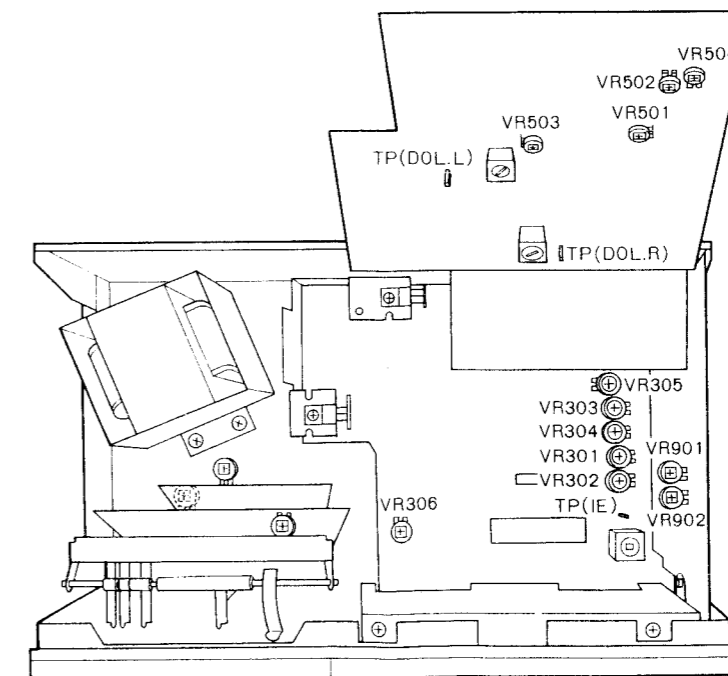 VR50
VR502
VR501
VR503
TP(DOL.L)
TP(DOL.R)
VR305
VR303
VR304
VR301
VR901
VR302
TP(IE)
VR306
VR902